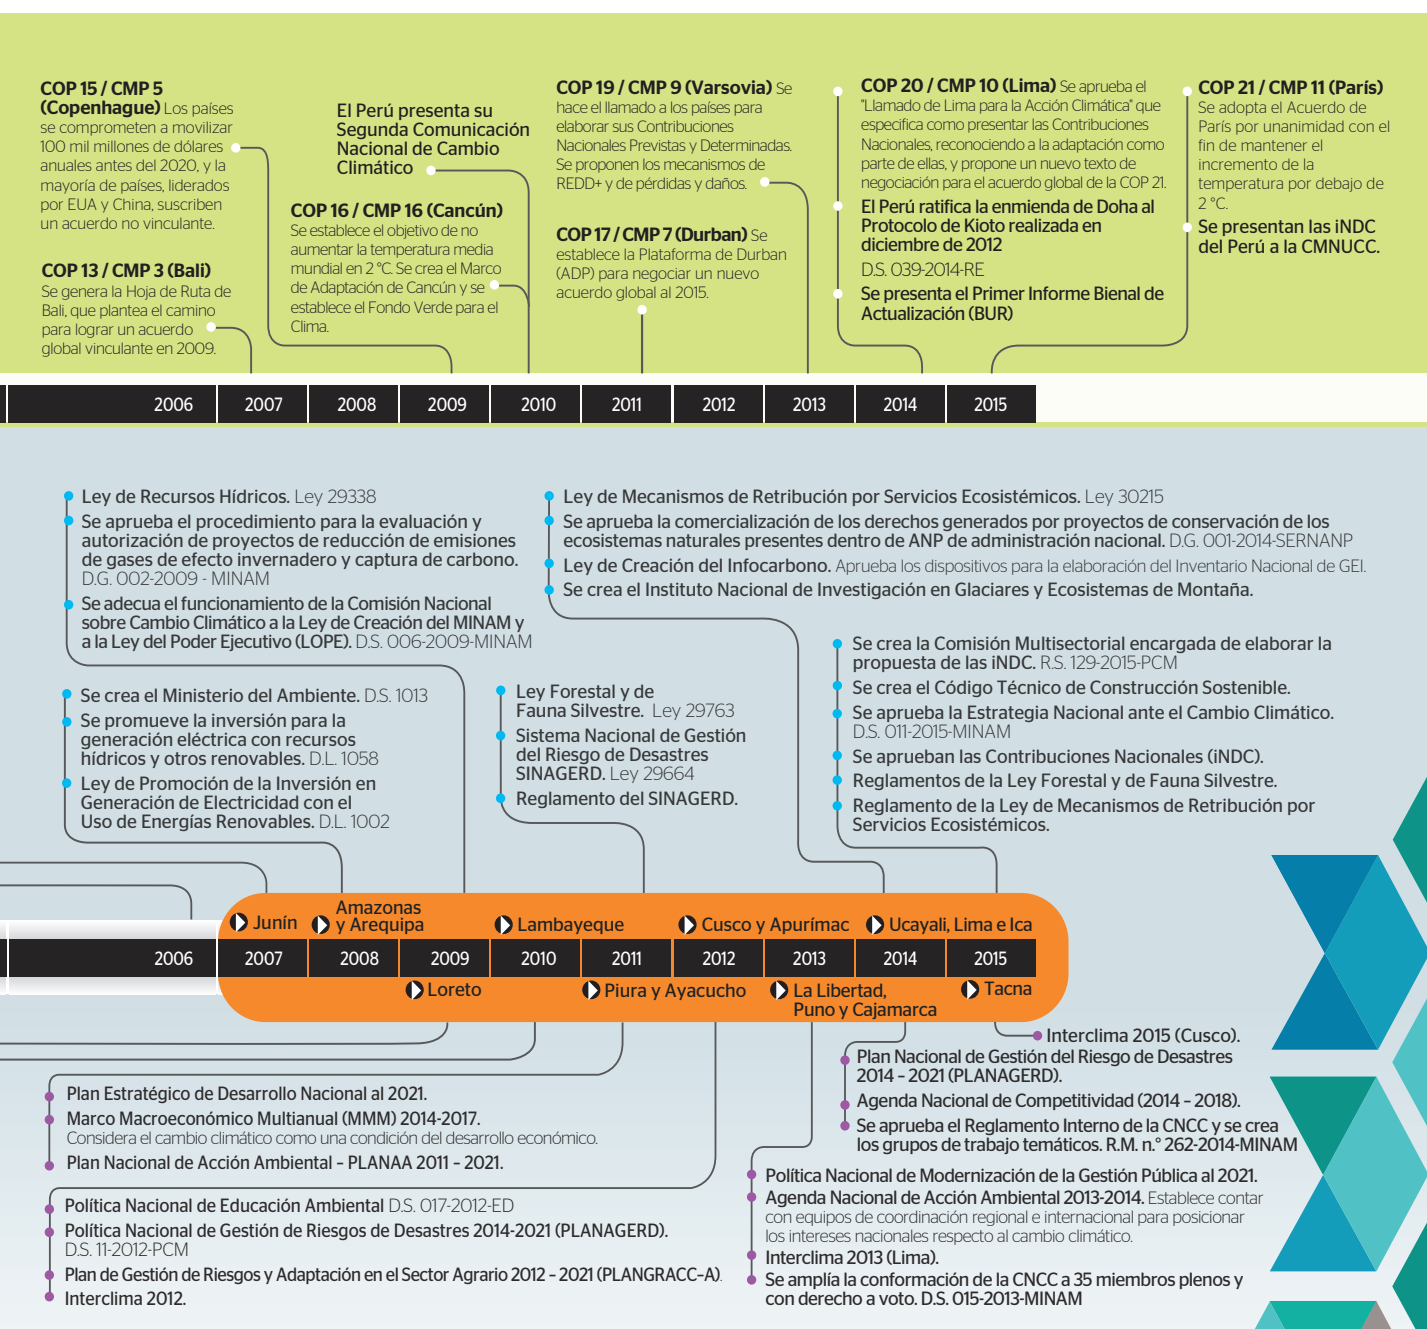 COP 15 / CMP 5
(Copenhague) Los países
se comprometen a movilizar
100 mil millones de dólares
anuales antes del 2020, y la
mayoría de países, liderados
por EUA y China, suscriben
un acuerdo no vinculante.
COP 13 / CMP 3 (Bali)
Se genera la Hoja de Ruta de
Bali, que plantea el camino
para lograr un acuerdo
global vinculante en 2009.
El Perú presenta su
Segunda Comunicación
Nacional de Cambio
Climático
COP 16 / CMP 16 (Cancún)
Se establece el objetivo de no
aumentar la temperatura media
mundial en 2 °C. Se crea el Marco
de Adaptación de Cancún y se
establece el Fondo Verde para el
Clima.
COP 19 / CMP 9 (Varsovia) Se
hace el llamado a los países para
elaborar sus Contribuciones
Nacionales Previstas y Determinadas.
Se proponen los mecanismos de
REDD+ y de pérdidas y daños.
COP 17 / CMP 7 (Durban) Se
establece la Plataforma de Durban
(ADP) para negociar un nuevo
acuerdo global al 2015.
COP 20 / CMP 10 (Lima) Se aprueba el
"Llamado de Lima para la Acción Climática" que
especifica como presentar las Contribuciones
Nacionales, reconociendo a la adaptación como
parte de ellas, y propone un nuevo texto de
negociación para el acuerdo global de la COP 21.
El Perú ratifica la enmienda de Doha al
Protocolo de Kioto realizada en
diciembre de 2012
D.S. 039-2014-RE
Se presenta el Primer Informe Bienal de
Actualización (BUR)
COP 21 / CMP 11 (París)
Se adopta el Acuerdo de
París por unanimidad con el
fin de mantener el
incremento de la
temperatura por debajo de
2 °C.
Se presentan las iNDC
del Perú a la CMNUCC.
2006 2007 2008 2009 2010 2011 2012 2013 2014 2015
Ley de Recursos Hídricos. Ley 29338
Se aprueba el procedimiento para la evaluación y
autorización de proyectos de reducción de emisiones
de gases de efecto invernadero y captura de carbono.
D.G. 002-2009 - MINAM
Se adecua el funcionamiento de la Comisión Nacional
sobre Cambio Climático a la Ley de Creación del MINAM y
a la Ley del Poder Ejecutivo (LOPE). D.S. 006-2009-MINAM
Se crea el Ministerio del Ambiente. D.S. 1013
Se promueve la inversión para la
generación eléctrica con recursos
hídricos y otros renovables. D.L. 1058
Ley de Promoción de la Inversión en
Generación de Electricidad con el
Uso de Energías Renovables. D.L. 1002
Ley de Mecanismos de Retribución por Servicios Ecosistémicos. Ley 30215
Se aprueba la comercialización de los derechos generados por proyectos de conservación de los
ecosistemas naturales presentes dentro de ANP de administración nacional. D.G. 001-2014-SERNANP
Ley de Creación del Infocarbono. Aprueba los dispositivos para la elaboración del Inventario Nacional de GEI.
Se crea el Instituto Nacional de Investigación en Glaciares y Ecosistemas de Montaña.
Ley Forestal y de
Fauna Silvestre. Ley 29763
Sistema Nacional de Gestión
del Riesgo de Desastres
SINAGERD. Ley 29664
Reglamento del SINAGERD.
Se crea la Comisión Multisectorial encargada de elaborar la
propuesta de las iNDC. R.S. 129-2015-PCM
Se crea el Código Técnico de Construcción Sostenible.
Se aprueba la Estrategia Nacional ante el Cambio Climático.
D.S. 011-2015-MINAM
Se aprueban las Contribuciones Nacionales (iNDC).
Reglamentos de la Ley Forestal y de Fauna Silvestre.
Reglamento de la Ley de Mecanismos de Retribución por
Servicios Ecosistémicos.
Junín
Amazonas
y Arequipa
Lambayeque
Cusco y Apurímac
Ucayali, Lima e Ica
2006 2007 2008 2009 2010 2011 2012 2013 2014 2015
Loreto
Piura y Ayacucho
La Libertad,
Puno y Cajamarca
Tacna
Interclima 2015 (Cusco).
Plan Nacional de Gestión del Riesgo de Desastres
2014 – 2021 (PLANAGERD).
Agenda Nacional de Competitividad (2014 – 2018).
Se aprueba el Reglamento Interno de la CNCC y se crea
los grupos de trabajo temáticos. R.M. n.° 262-2014-MINAM
Plan Estratégico de Desarrollo Nacional al 2021.
Marco Macroeconómico Multianual (MMM) 2014-2017.
Considera el cambio climático como una condición del desarrollo económico.
Plan Nacional de Acción Ambiental – PLANAA 2011 – 2021.
Política Nacional de Educación Ambiental D.S. 017-2012-ED
Política Nacional de Gestión de Riesgos de Desastres 2014-2021 (PLANAGERD).
D.S. 11-2012-PCM
Plan de Gestión de Riesgos y Adaptación en el Sector Agrario 2012 – 2021 (PLANGRACC-A).
Interclima 2012.
Política Nacional de Modernización de la Gestión Pública al 2021.
Agenda Nacional de Acción Ambiental 2013-2014. Establece contar
con equipos de coordinación regional e internacional para posicionar
los intereses nacionales respecto al cambio climático.
Interclima 2013 (Lima).
Se amplía la conformación de la CNCC a 35 miembros plenos y
con derecho a voto. D.S. 015-2013-MINAM